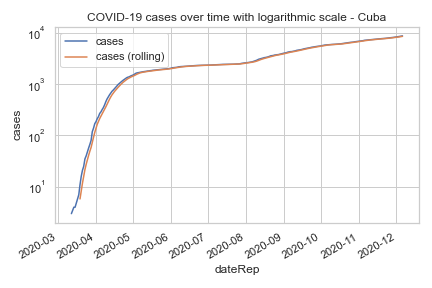 COVID-19 cases over time with logarithmic scale - Cuba
cases
cases (rolling)
10⁴
10³
10²
10¹
cases
2020-03
2020-04
2020-05
2020-06
2020-07
2020-08
2020-09
2020-10
2020-11
2020-12
dateRep